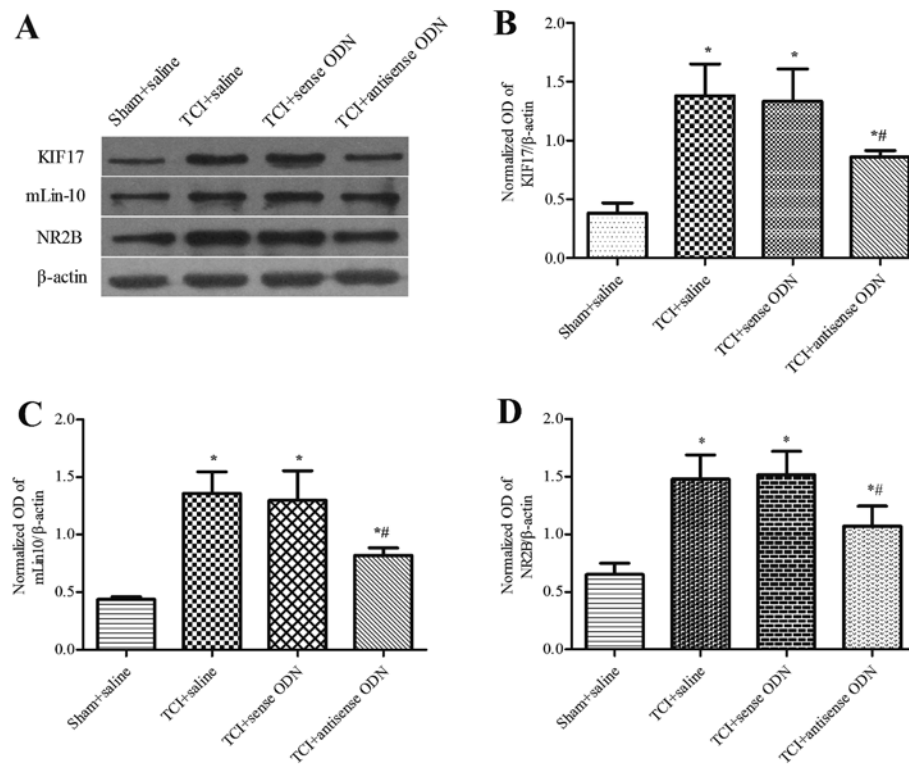 A
Sham+saline
TCI+saline
TCI+sense ODN
TCI+antisense ODN
KIF17
mLin-10
NR2B
β-actin
B
Normalized OD of
KIF17/β-actin
2.0
1.5
1.0
0.5
0.0
*
*
*#
Sham+saline
TCI+saline
TCI+sense ODN
TCI+antisense ODN
C
Normalized OD of
mLin10/β-actin
2.0
1.5
1.0
0.5
0.0
*
*
*#
Sham+saline
TCI+saline
TCI+sense ODN
TCI+antisense ODN
D
Normalized OD of
NR2B/β-actin
2.0
1.5
1.0
0.5
0.0
*
*
*#
Sham+saline
TCI+saline
TCI+sense ODN
TCI+antisense ODN